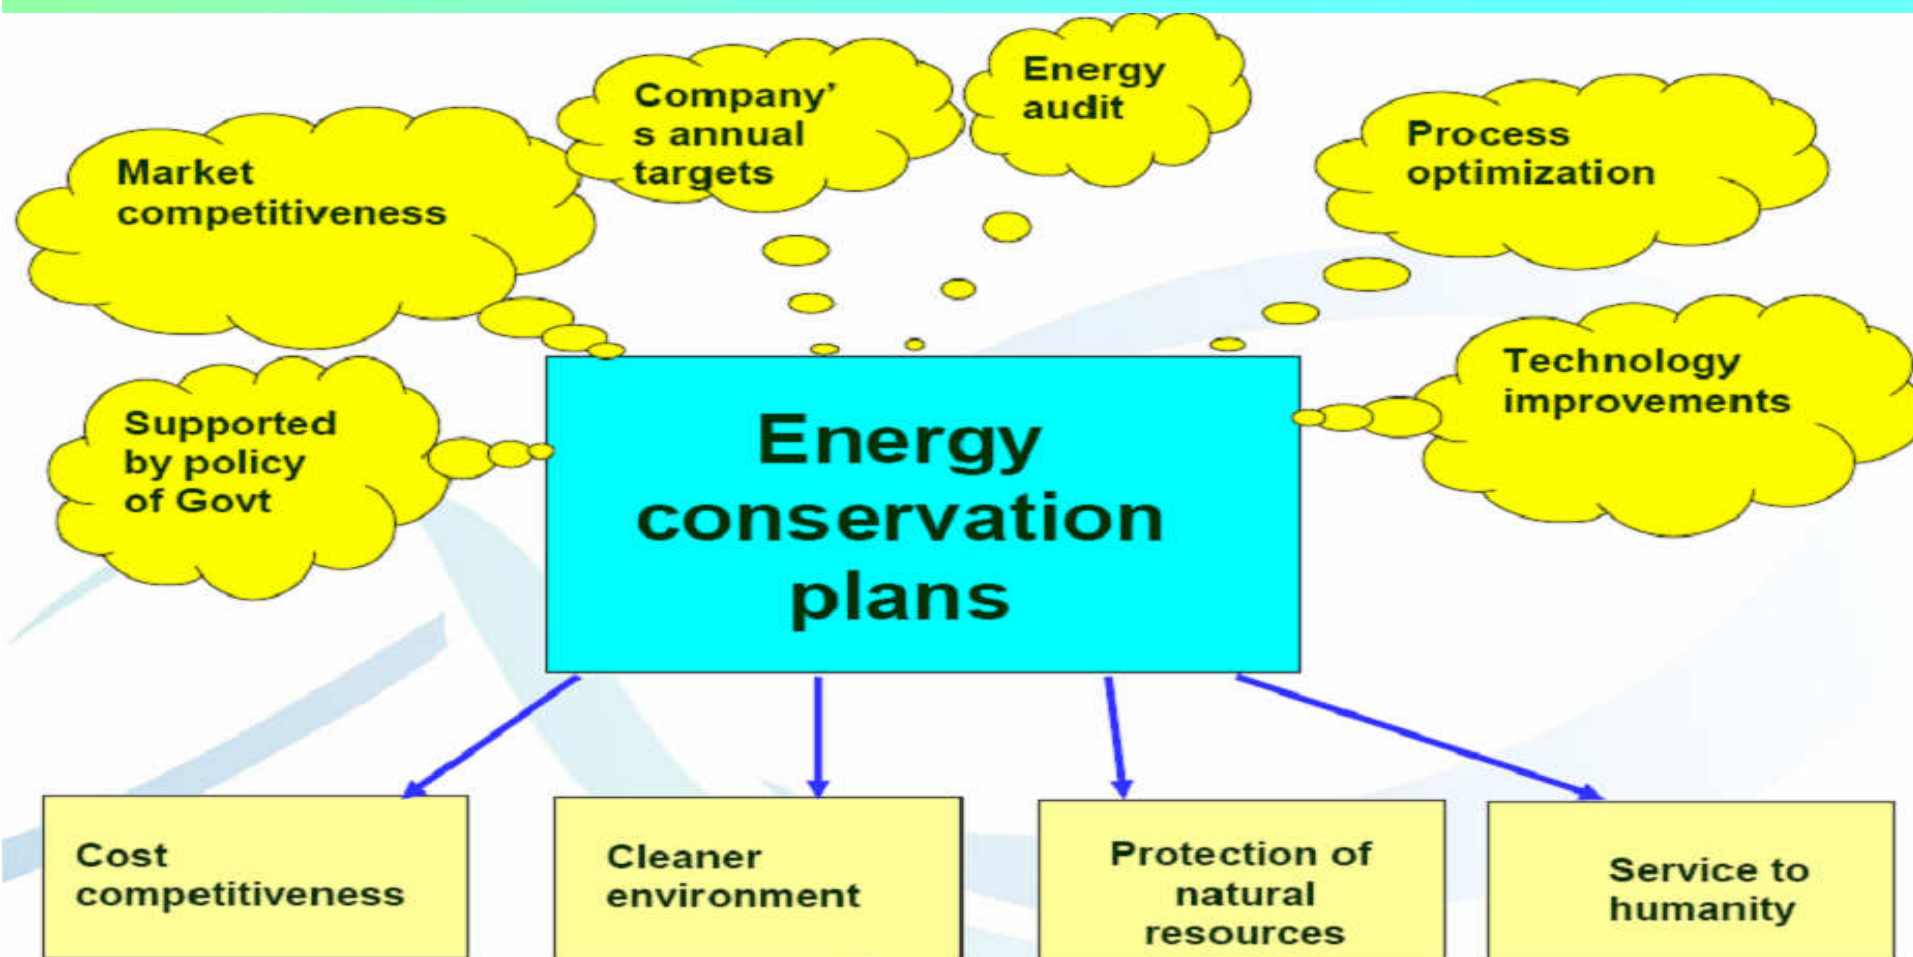 Market
competitiveness
Company’
s annual
targets
Energy
audit
Process
optimization
Supported
by policy
of Govt
Technology
improvements
Energy
conservation
plans
Cost
competitiveness
Cleaner
environment
Protection of
natural
resources
Service to
humanity